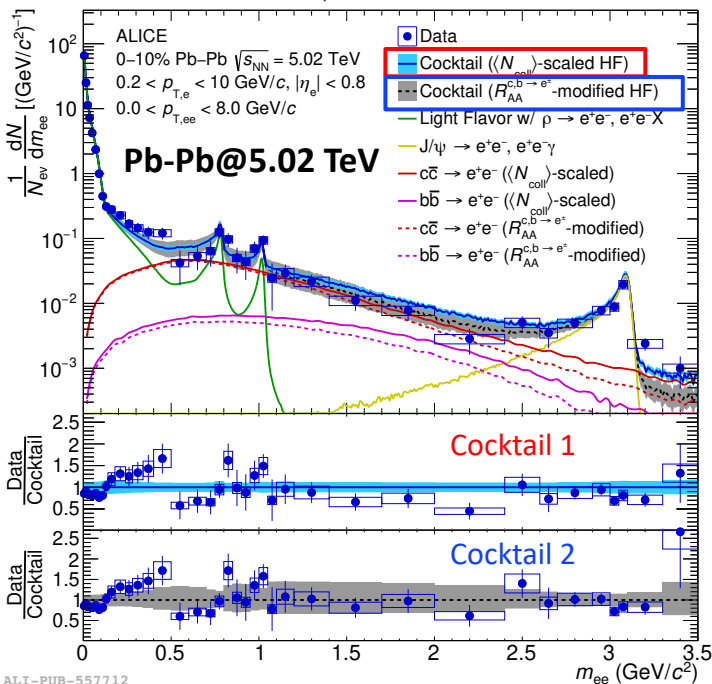 ALICE
0−10% Pb−Pb √sNN = 5.02 TeV
0.2 < pT,e < 10 GeV/c, |ηe| < 0.8
0.0 < pT,ee < 8.0 GeV/c
Pb-Pb@5.02 TeV
Data
Cocktail (⟨Ncoll⟩-scaled HF)
Cocktail (RAA^c,b → e±-modified HF)
Light Flavor w/ ρ → e+e−, e+e−X
J/ψ → e+e−, e+e−γ
cc̄ → e+e− (⟨Ncoll⟩-scaled)
bb̄ → e+e− (⟨Ncoll⟩-scaled)
cc̄ → e+e− (RAA^c,b → e±-modified)
bb̄ → e+e− (RAA^c,b → e±-modified)
1/Nev dN/dmee [(GeV/c²)⁻¹]
10²
10
1
10⁻¹
10⁻²
10⁻³
Data/Cocktail
2.5
2
1.5
1
0.5
Cocktail 1
Data/Cocktail
2.5
2
1.5
1
0.5
Cocktail 2
0 0.5 1 1.5 2 2.5 3 3.5
mee (GeV/c²)
ALI-PUB-557712